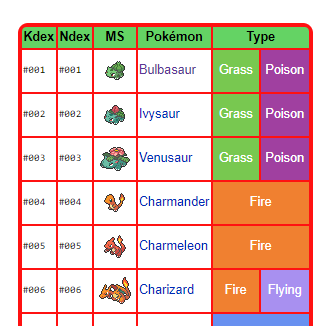 Kdex Ndex MS Pokémon Type
#001 #001 Bulbasaur Grass Poison
#002 #002 Ivysaur Grass Poison
#003 #003 Venusaur Grass Poison
#004 #004 Charmander Fire
#005 #005 Charmeleon Fire
#006 #006 Charizard Fire Flying